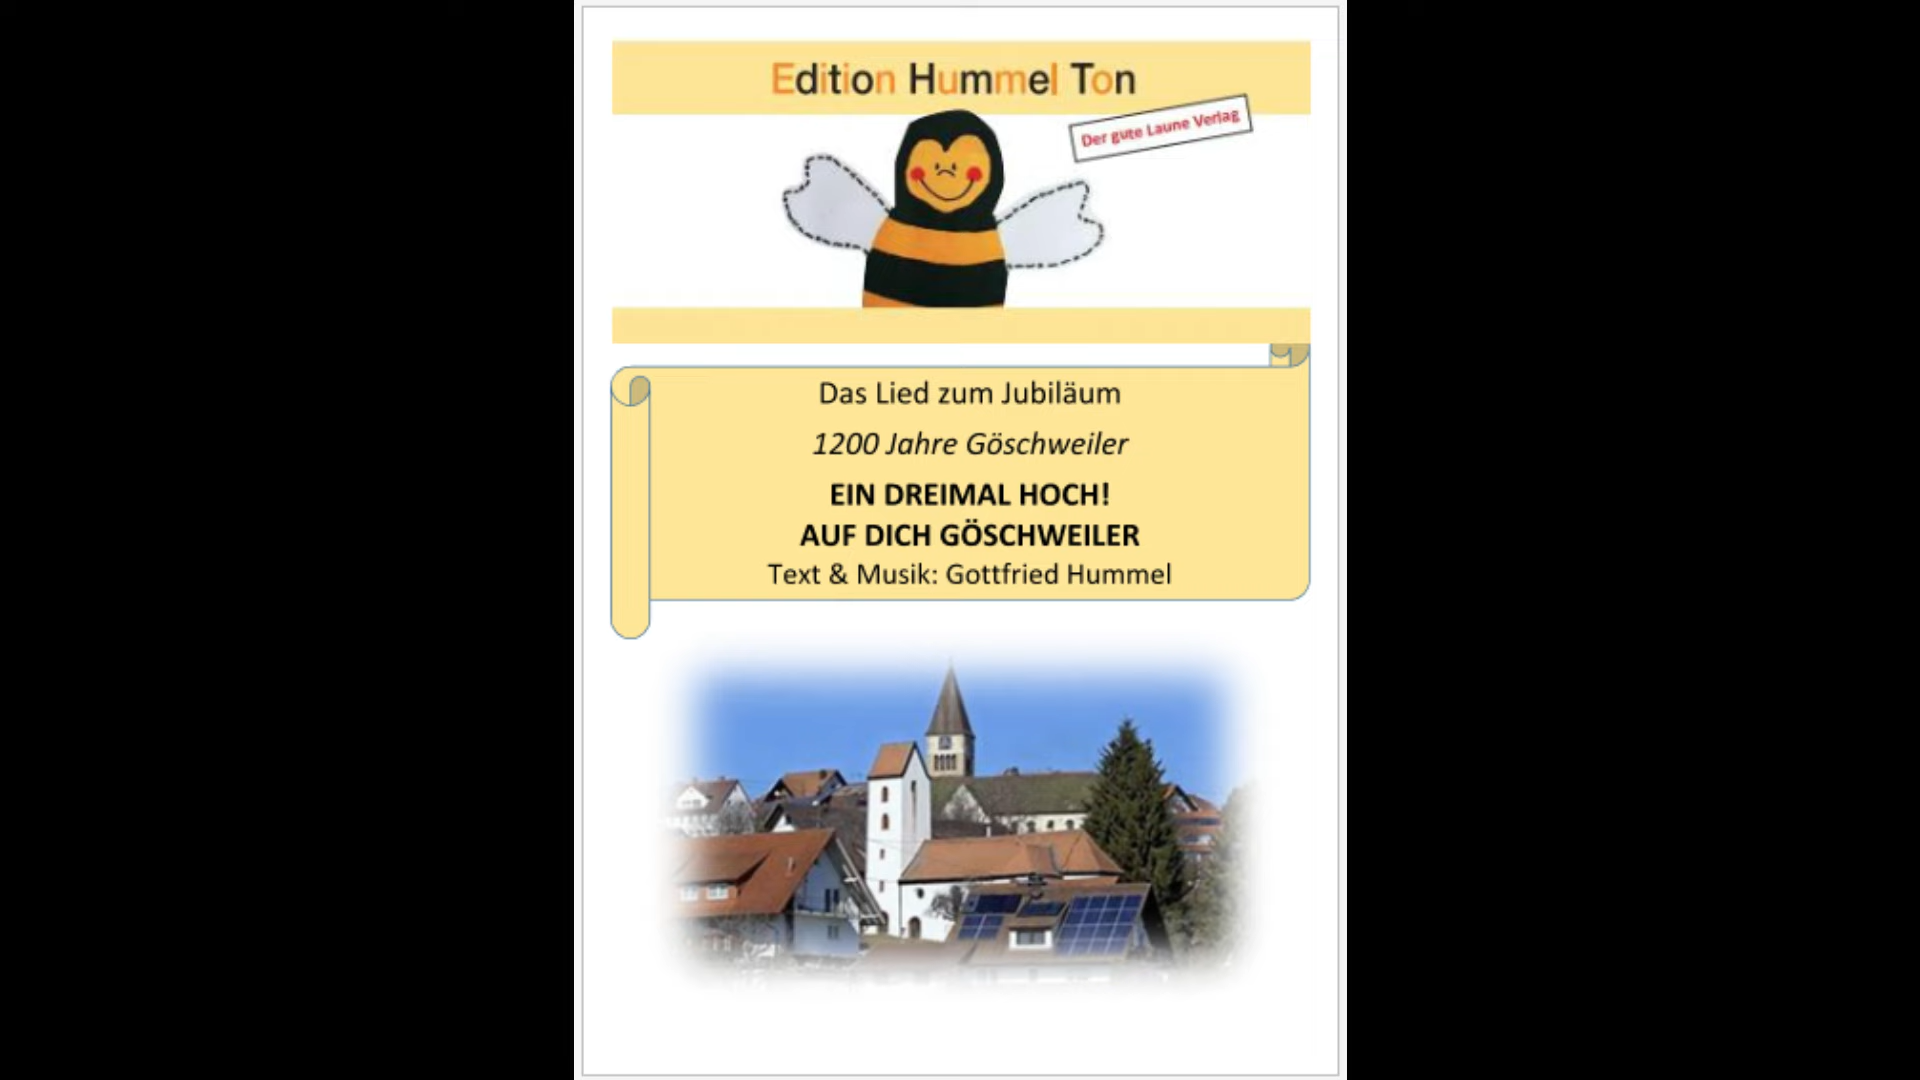 Edition Hummel Ton
Der gute Laune Verlag
Das Lied zum Jubiläum
1200 Jahre Göschweiler
EIN DREIMAL HOCH!
AUF DICH GÖSCHWEILER
Text & Musik: Gottfried Hummel